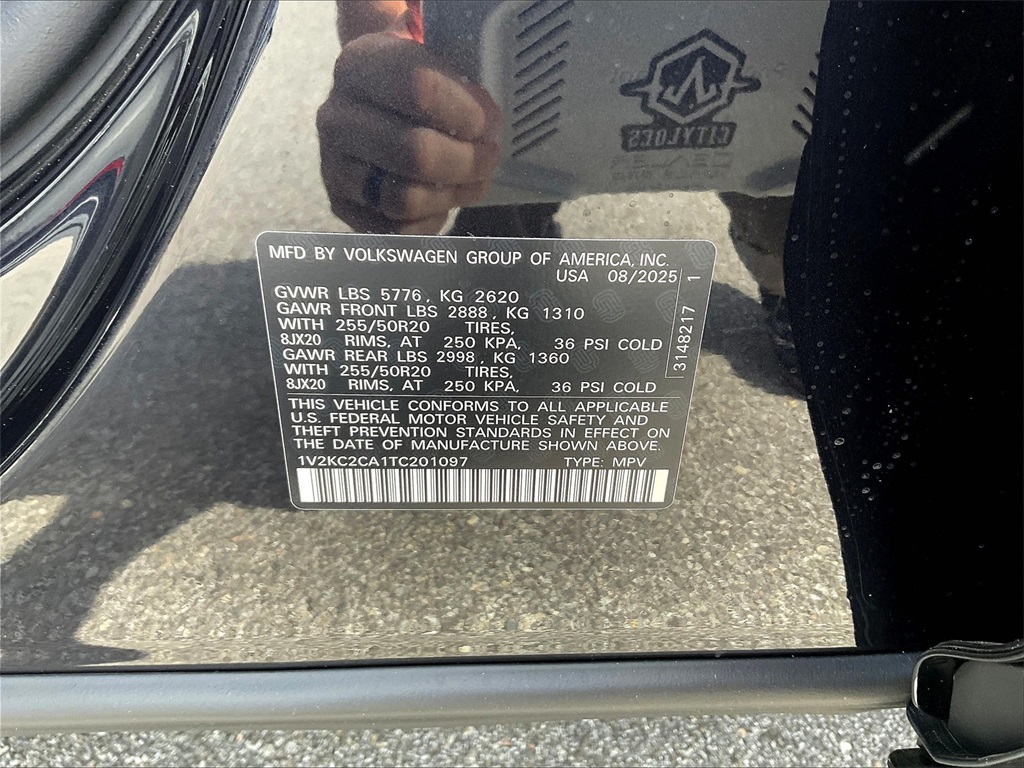 MFD BY VOLKSWAGEN GROUP OF AMERICA, INC.
USA 08/2025
GVWR LBS 5776, KG 2620
GAWR FRONT LBS 2888, KG 1310
WITH 255/50R20 TIRES,
8JX20 RIMS, AT 250 KPA, 36 PSI COLD
GAWR REAR LBS 2998, KG 1360
WITH 255/50R20 TIRES,
8JX20 RIMS, AT 250 KPA, 36 PSI COLD
3148217 1
THIS VEHICLE CONFORMS TO ALL APPLICABLE
U.S. FEDERAL MOTOR VEHICLE SAFETY AND
THEFT PREVENTION STANDARDS IN EFFECT ON
THE DATE OF MANUFACTURE SHOWN ABOVE.
1V2KC2CA1TC201097 TYPE: MPV